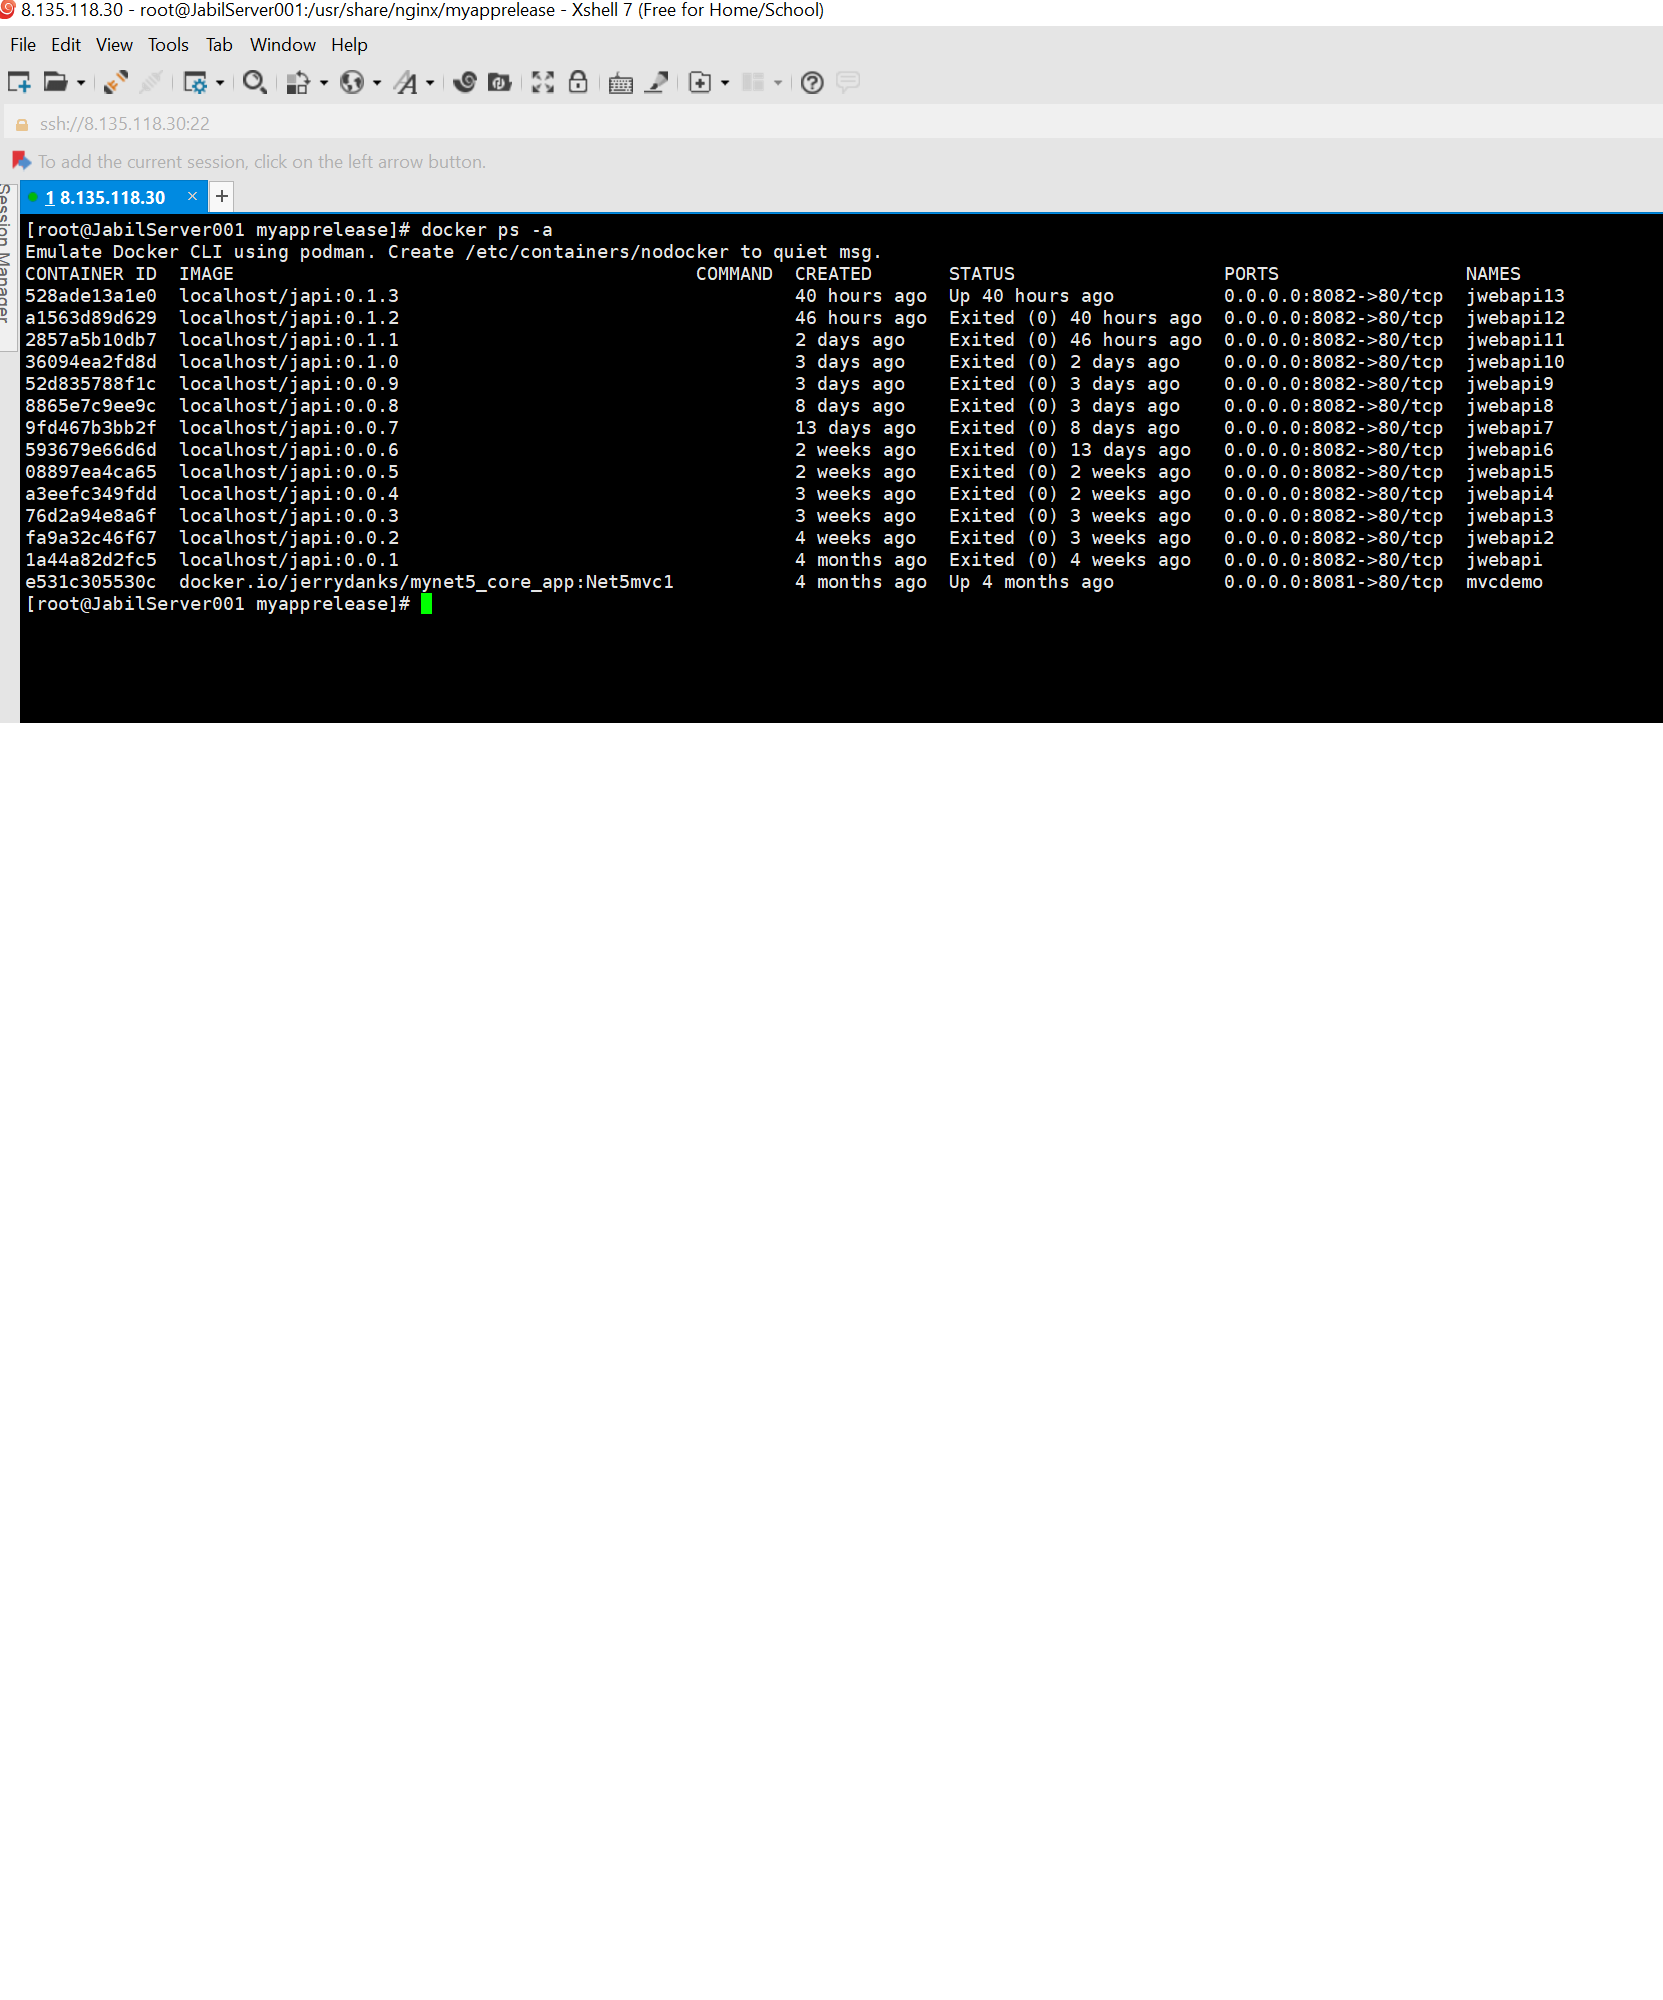 8.135.118.30 - root@JabilServer001:/usr/share/nginx/myapprelease - Xshell 7 (Free for Home/School)
File Edit View Tools Tab Window Help
ssh://8.135.118.30:22
To add the current session, click on the left arrow button.
Session Manager
1 8.135.118.30 × +
[root@JabilServer001 myapprelease]# docker ps -a
Emulate Docker CLI using podman. Create /etc/containers/nodocker to quiet msg.
CONTAINER ID IMAGE COMMAND CREATED STATUS PORTS NAMES
528ade13a1e0 localhost/japi:0.1.3 40 hours ago Up 40 hours ago 0.0.0.0:8082->80/tcp jwebapi13
a1563d89d629 localhost/japi:0.1.2 46 hours ago Exited (0) 40 hours ago 0.0.0.0:8082->80/tcp jwebapi12
2857a5b10db7 localhost/japi:0.1.1 2 days ago Exited (0) 46 hours ago 0.0.0.0:8082->80/tcp jwebapi11
36094ea2fd8d localhost/japi:0.1.0 3 days ago Exited (0) 2 days ago 0.0.0.0:8082->80/tcp jwebapi10
52d835788f1c localhost/japi:0.0.9 3 days ago Exited (0) 3 days ago 0.0.0.0:8082->80/tcp jwebapi9
8865e7c9ee9c localhost/japi:0.0.8 8 days ago Exited (0) 3 days ago 0.0.0.0:8082->80/tcp jwebapi8
9fd467b3bb2f localhost/japi:0.0.7 13 days ago Exited (0) 8 days ago 0.0.0.0:8082->80/tcp jwebapi7
593679e66d6d localhost/japi:0.0.6 2 weeks ago Exited (0) 13 days ago 0.0.0.0:8082->80/tcp jwebapi6
08897ea4ca65 localhost/japi:0.0.5 2 weeks ago Exited (0) 2 weeks ago 0.0.0.0:8082->80/tcp jwebapi5
a3eefc349fdd localhost/japi:0.0.4 3 weeks ago Exited (0) 2 weeks ago 0.0.0.0:8082->80/tcp jwebapi4
76d2a94e8a6f localhost/japi:0.0.3 3 weeks ago Exited (0) 3 weeks ago 0.0.0.0:8082->80/tcp jwebapi3
fa9a32c46f67 localhost/japi:0.0.2 4 weeks ago Exited (0) 3 weeks ago 0.0.0.0:8082->80/tcp jwebapi2
1a44a82d2fc5 localhost/japi:0.0.1 4 months ago Exited (0) 4 weeks ago 0.0.0.0:8082->80/tcp jwebapi
e531c305530c docker.io/jerrydanks/mynet5_core_app:Net5mvc1 4 months ago Up 4 months ago 0.0.0.0:8081->80/tcp mvcdemo
[root@JabilServer001 myapprelease]#